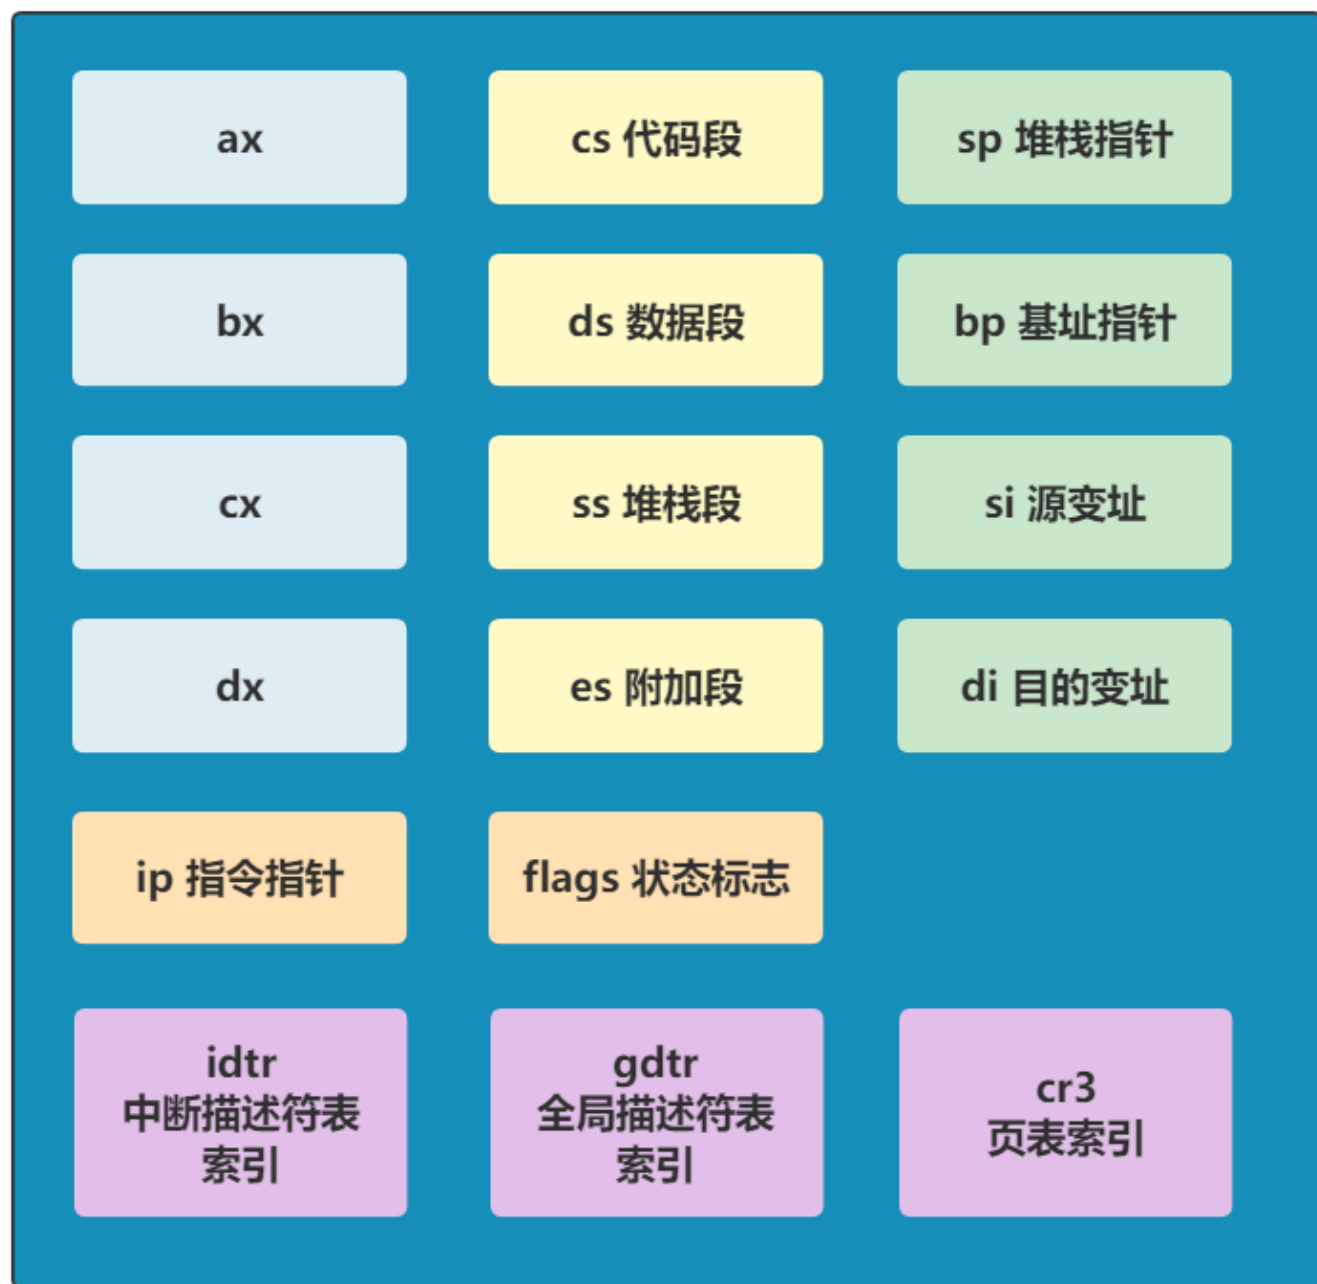 ax
cs 代码段
sp 堆栈指针
bx
ds 数据段
bp 基址指针
cx
ss 堆栈段
si 源变址
dx
es 附加段
di 目的变址
ip 指令指针
flags 状态标志
idtr
中断描述符表
索引
gdtr
全局描述符表
索引
cr3
页表索引